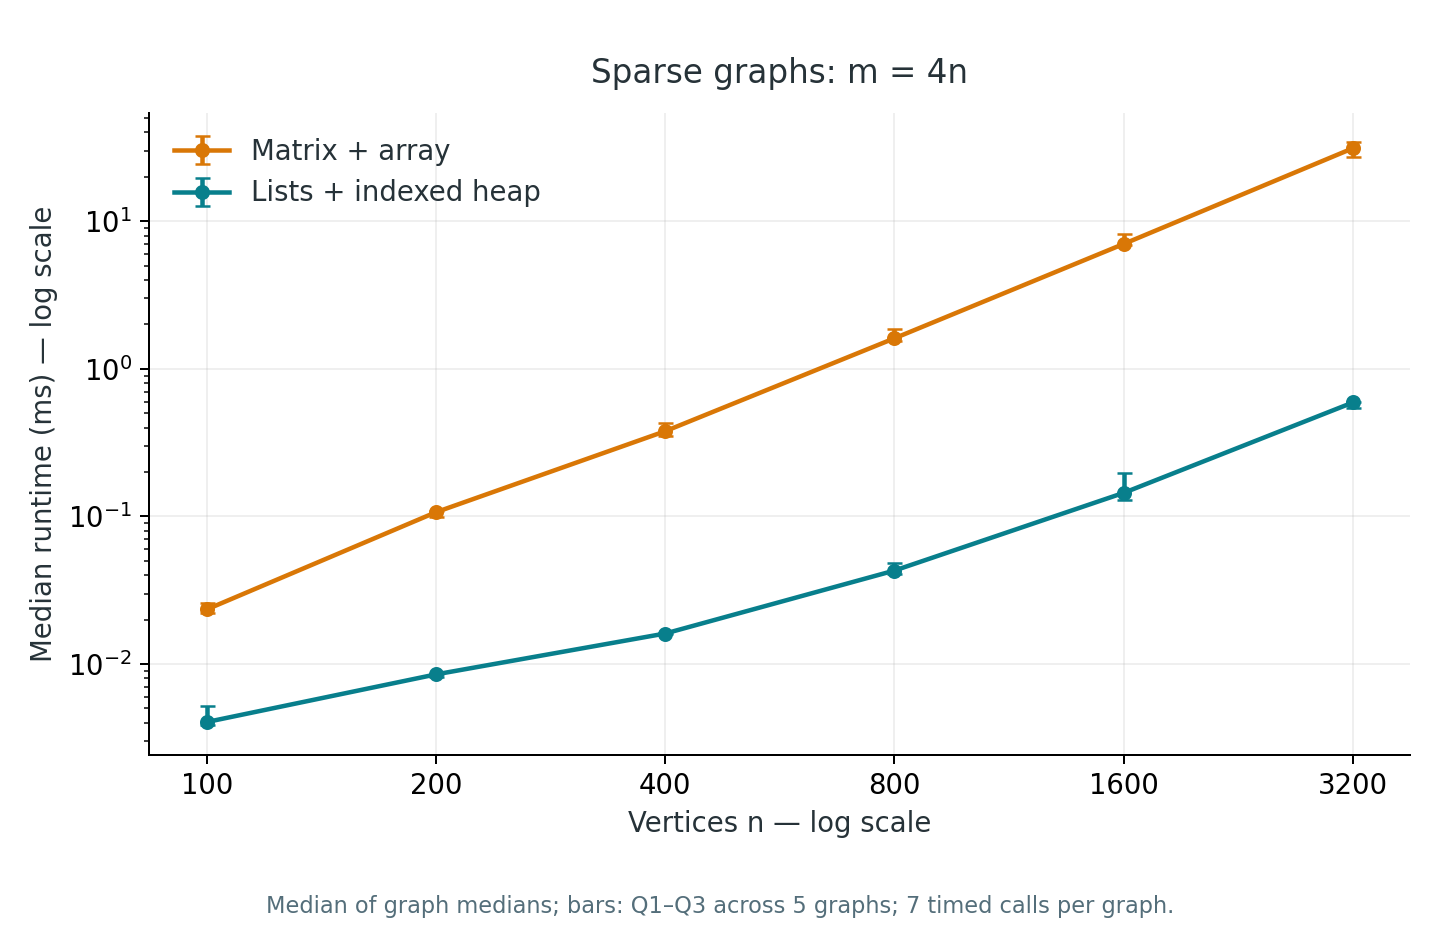 Sparse graphs: m = 4n
Matrix + array
Lists + indexed heap
Median runtime (ms) — log scale
10¹
10⁰
10⁻¹
10⁻²
100 200 400 800 1600 3200
Vertices n — log scale
Median of graph medians; bars: Q1–Q3 across 5 graphs; 7 timed calls per graph.